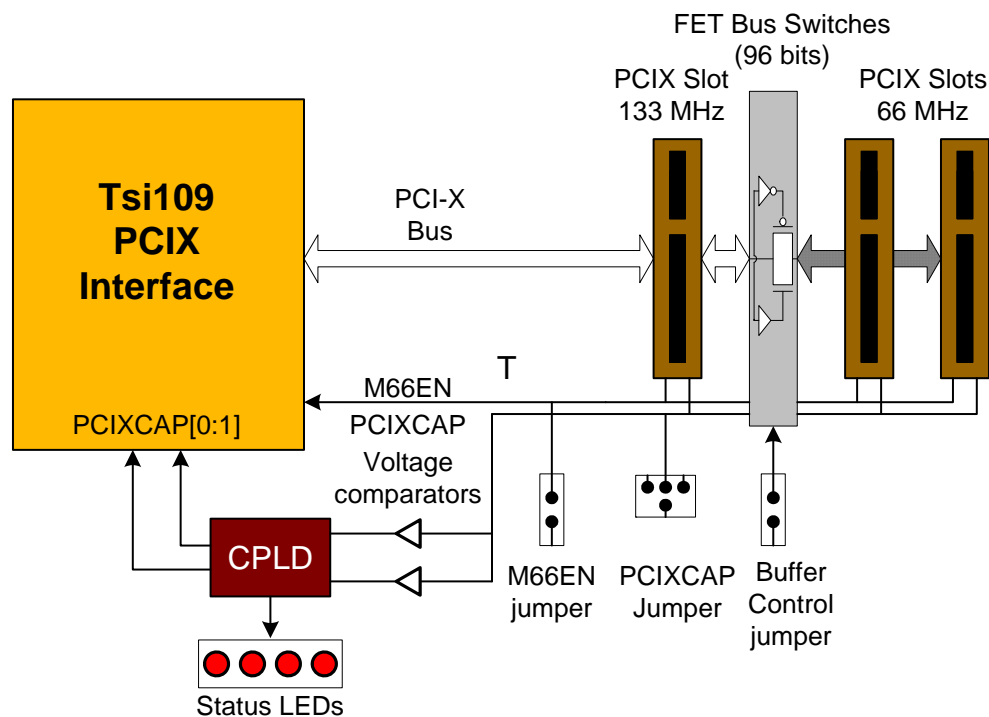 FET Bus Switches
(96 bits)
PCIX Slot
133 MHz
PCIX Slots
66 MHz
Tsi109
PCIX
Interface
PCI-X
Bus
T
M66EN
PCIXCAP[0:1]
PCIXCAP
Voltage
comparators
CPLD
M66EN
jumper
PCIXCAP
Jumper
Buffer
Control
jumper
Status LEDs